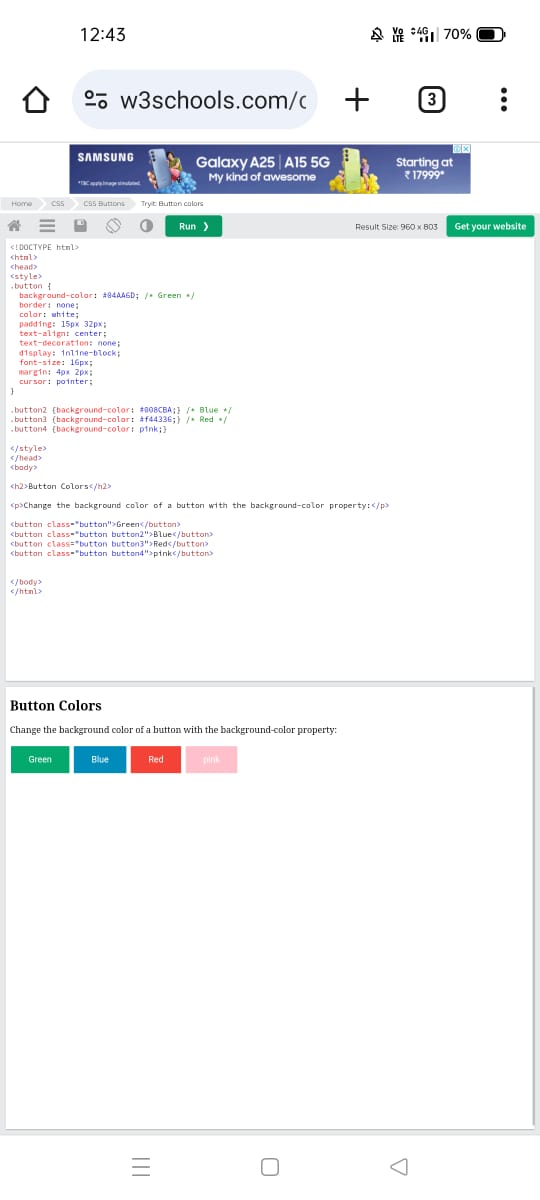 12:43
Vo LTE 4G 70%
w3schools.com/c
3
SAMSUNG
*T&C apply. Image simulated.
Galaxy A25 | A15 5G
My kind of awesome
Starting at
₹ 17999*
Home CSS CSS Buttons Tryit: Button colors
Run ❯
Result Size: 960 x 803
Get your website
<!DOCTYPE html>
<html>
<head>
<style>
.button {
  background-color: #04AA6D; /* Green */
  border: none;
  color: white;
  padding: 15px 32px;
  text-align: center;
  text-decoration: none;
  display: inline-block;
  font-size: 16px;
  margin: 4px 2px;
  cursor: pointer;
}
.button2 {background-color: #008CBA;} /* Blue */
.button3 {background-color: #f44336;} /* Red */
.button4 {background-color: pink;}
</style>
</head>
<body>
<h2>Button Colors</h2>
<p>Change the background color of a button with the background-color property:</p>
<button class="button">Green</button>
<button class="button button2">Blue</button>
<button class="button button3">Red</button>
<button class="button button4">pink</button>
</body>
</html>
Button Colors
Change the background color of a button with the background-color property:
Green Blue Red pink